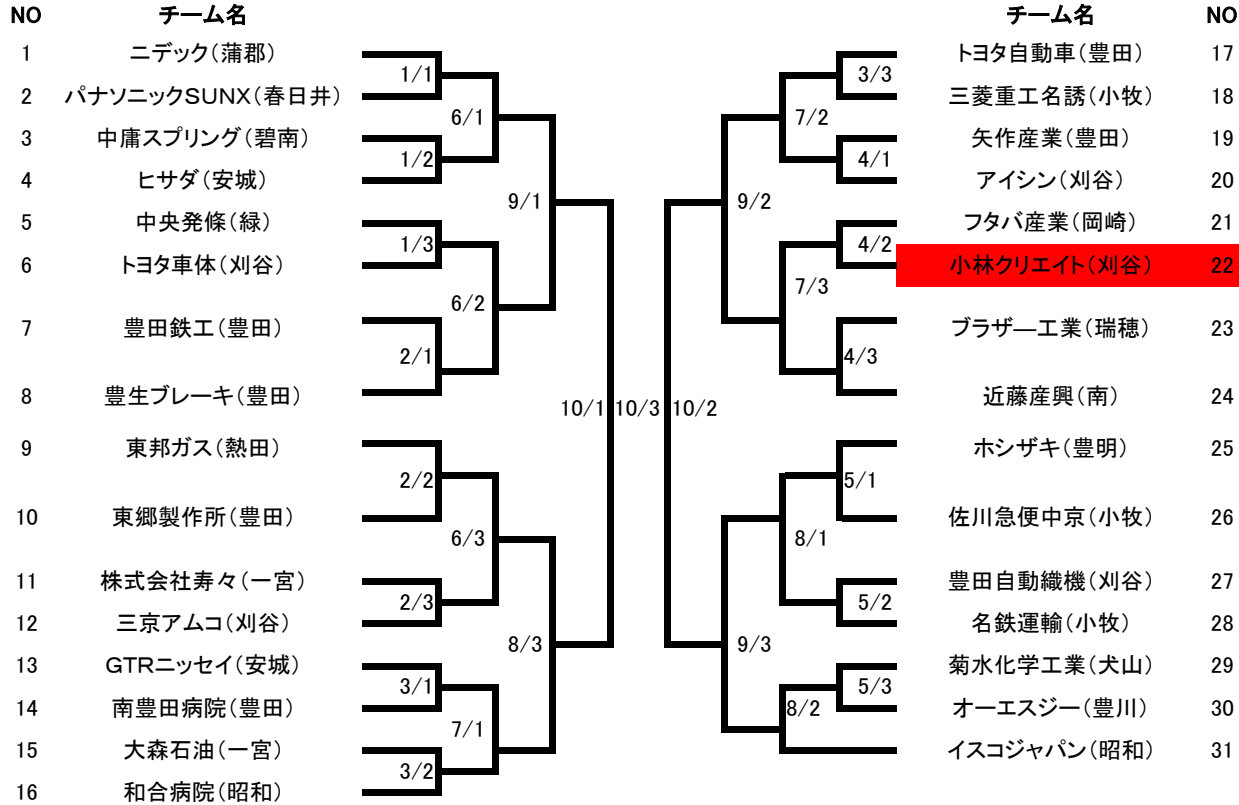 NO チーム名 チーム名 NO
1 ニデック(蒲郡) トヨタ自動車(豊田) 17
1/1 3/3
2 パナソニックSUNX(春日井) 三菱重工名誘(小牧) 18
6/1 7/2
3 中庸スプリング(碧南) 矢作産業(豊田) 19
1/2 4/1
4 ヒサダ(安城) アイシン(刈谷) 20
9/1 9/2
5 中央発條(緑) フタバ産業(岡崎) 21
1/3 4/2
6 トヨタ車体(刈谷) 小林クリエイト(刈谷) 22
6/2 7/3
7 豊田鉄工(豊田) ブラザ―工業(瑞穂) 23
2/1 4/3
8 豊生ブレーキ(豊田) 近藤産興(南) 24
10/1 10/3 10/2
9 東邦ガス(熱田) ホシザキ(豊明) 25
2/2 5/1
10 東郷製作所(豊田) 佐川急便中京(小牧) 26
6/3 8/1
11 株式会社寿々(一宮) 豊田自動織機(刈谷) 27
2/3 5/2
12 三京アムコ(刈谷) 名鉄運輸(小牧) 28
8/3 9/3
13 GTRニッセイ(安城) 菊水化学工業(犬山) 29
3/1 5/3
14 南豊田病院(豊田) オーエスジー(豊川) 30
7/1 8/2
15 大森石油(一宮) イスコジャパン(昭和) 31
3/2
16 和合病院(昭和)